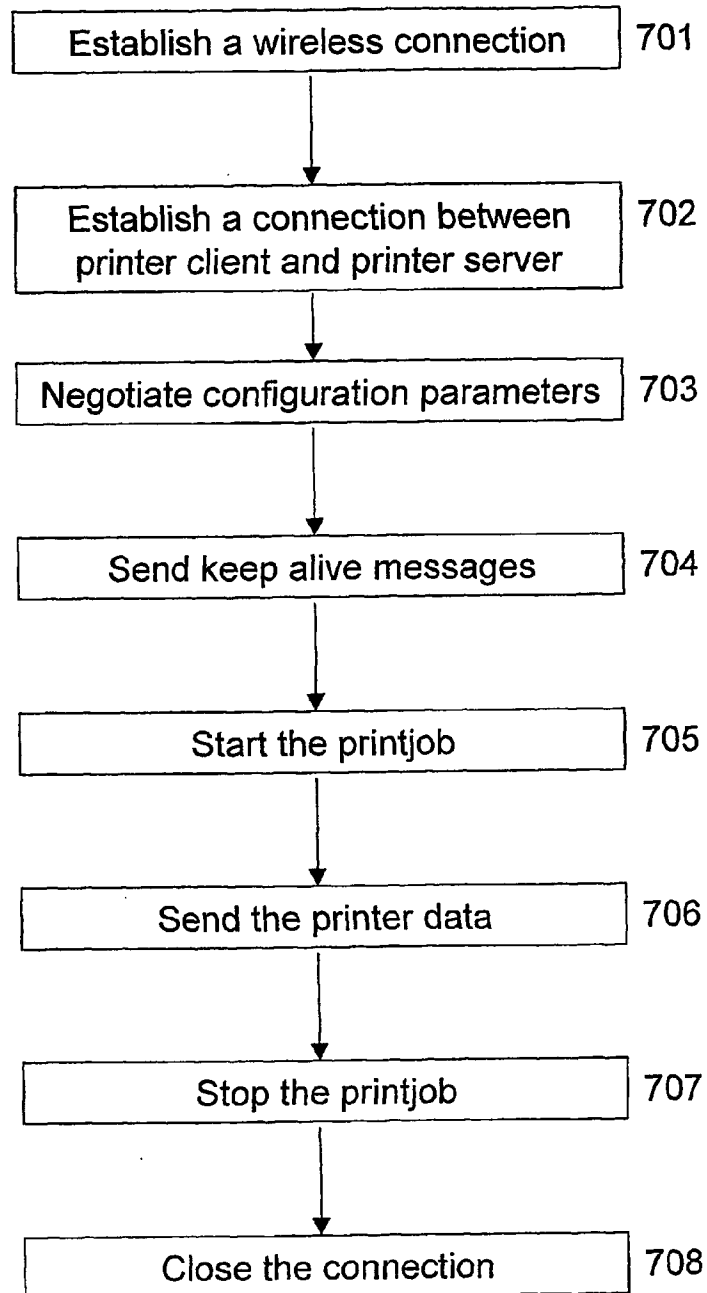 Establish a wireless connection 701
Establish a connection between 702
printer client and printer server
Negotiate configuration parameters 703
Send keep alive messages 704
Start the printjob 705
Send the printer data 706
Stop the printjob 707
Close the connection 708